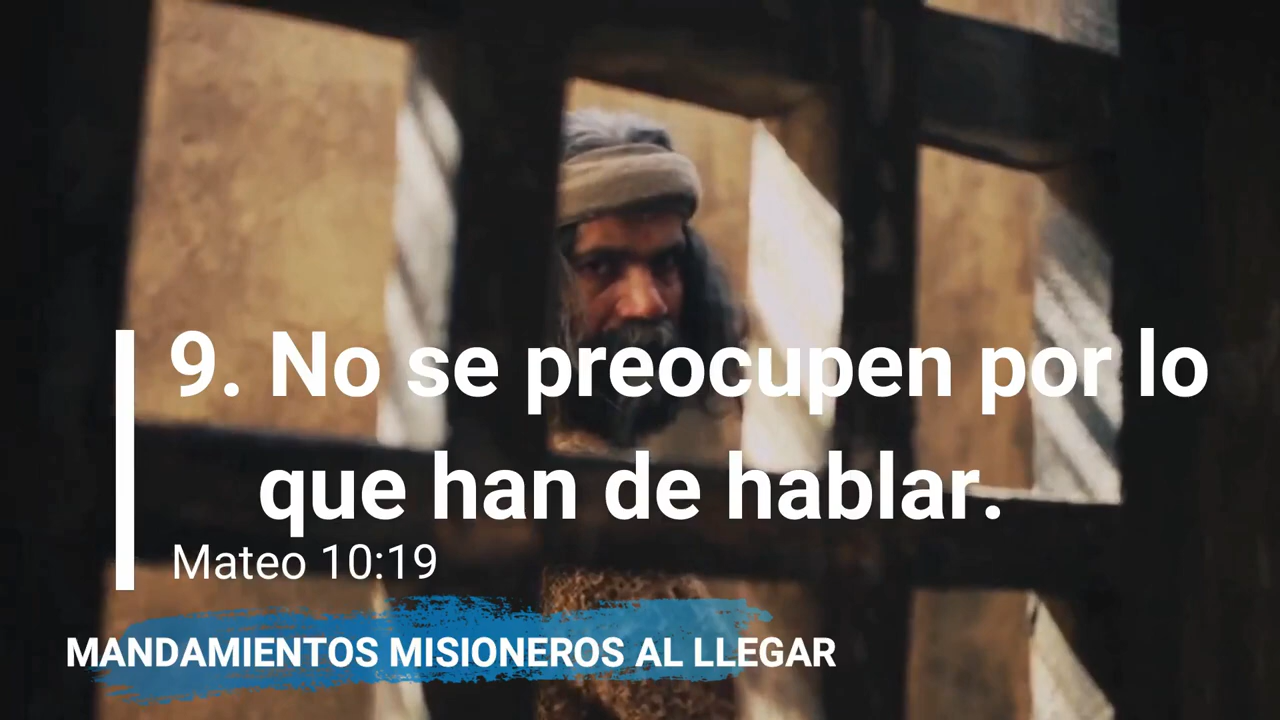 9. No se preocupen por lo
que han de hablar.
Mateo 10:19
MANDAMIENTOS MISIONEROS AL LLEGAR